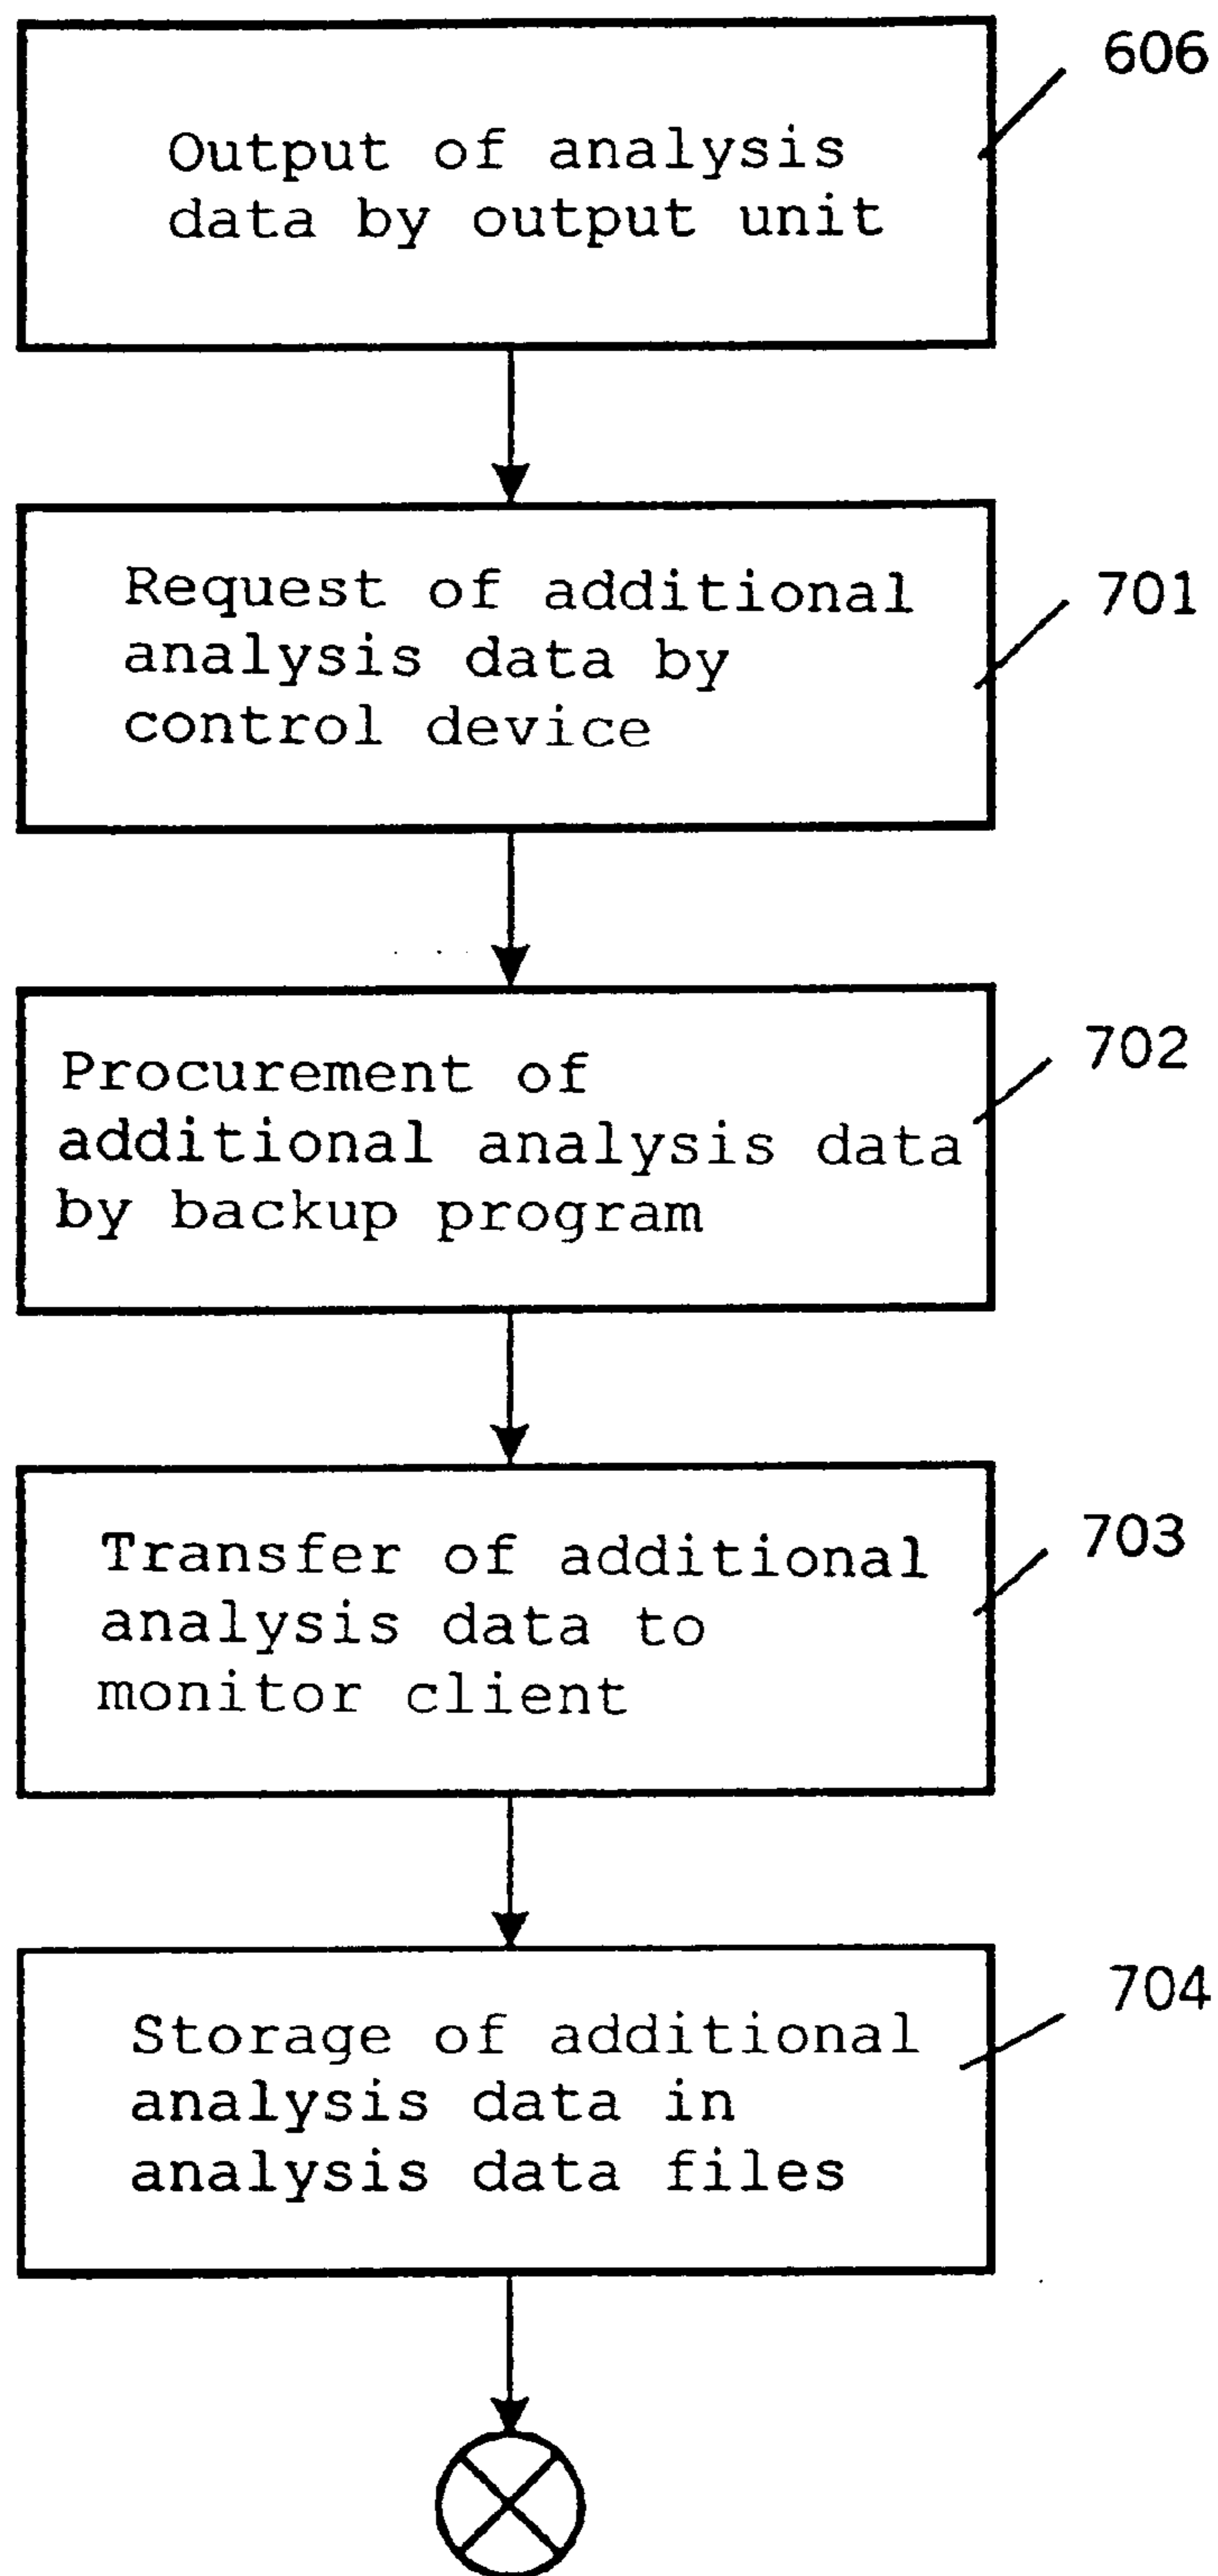 606
Output of analysis
data by output unit
Request of additional
analysis data by
control device
701
Procurement of
additional analysis data
by backup program
702
Transfer of additional
analysis data to
monitor client
703
Storage of additional
analysis data in
analysis data files
704